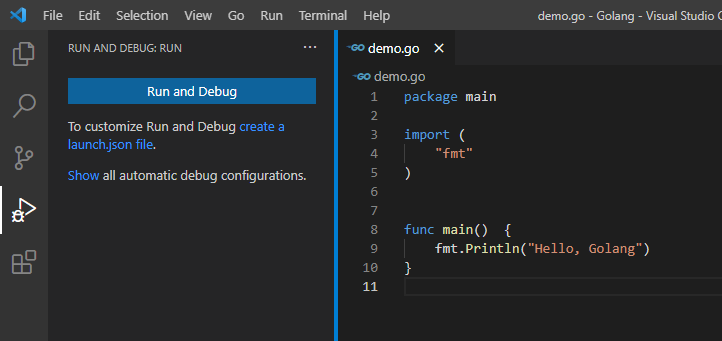 File Edit Selection View Go Run Terminal Help demo.go - Golang - Visual Studio C
RUN AND DEBUG: RUN ...
Run and Debug
To customize Run and Debug create a
launch.json file.
Show all automatic debug configurations.
GO demo.go ×
GO demo.go
1 package main
2
3 import (
4 "fmt"
5 )
6
7
8 func main()  {
9 fmt.Println("Hello, Golang")
10 }
11